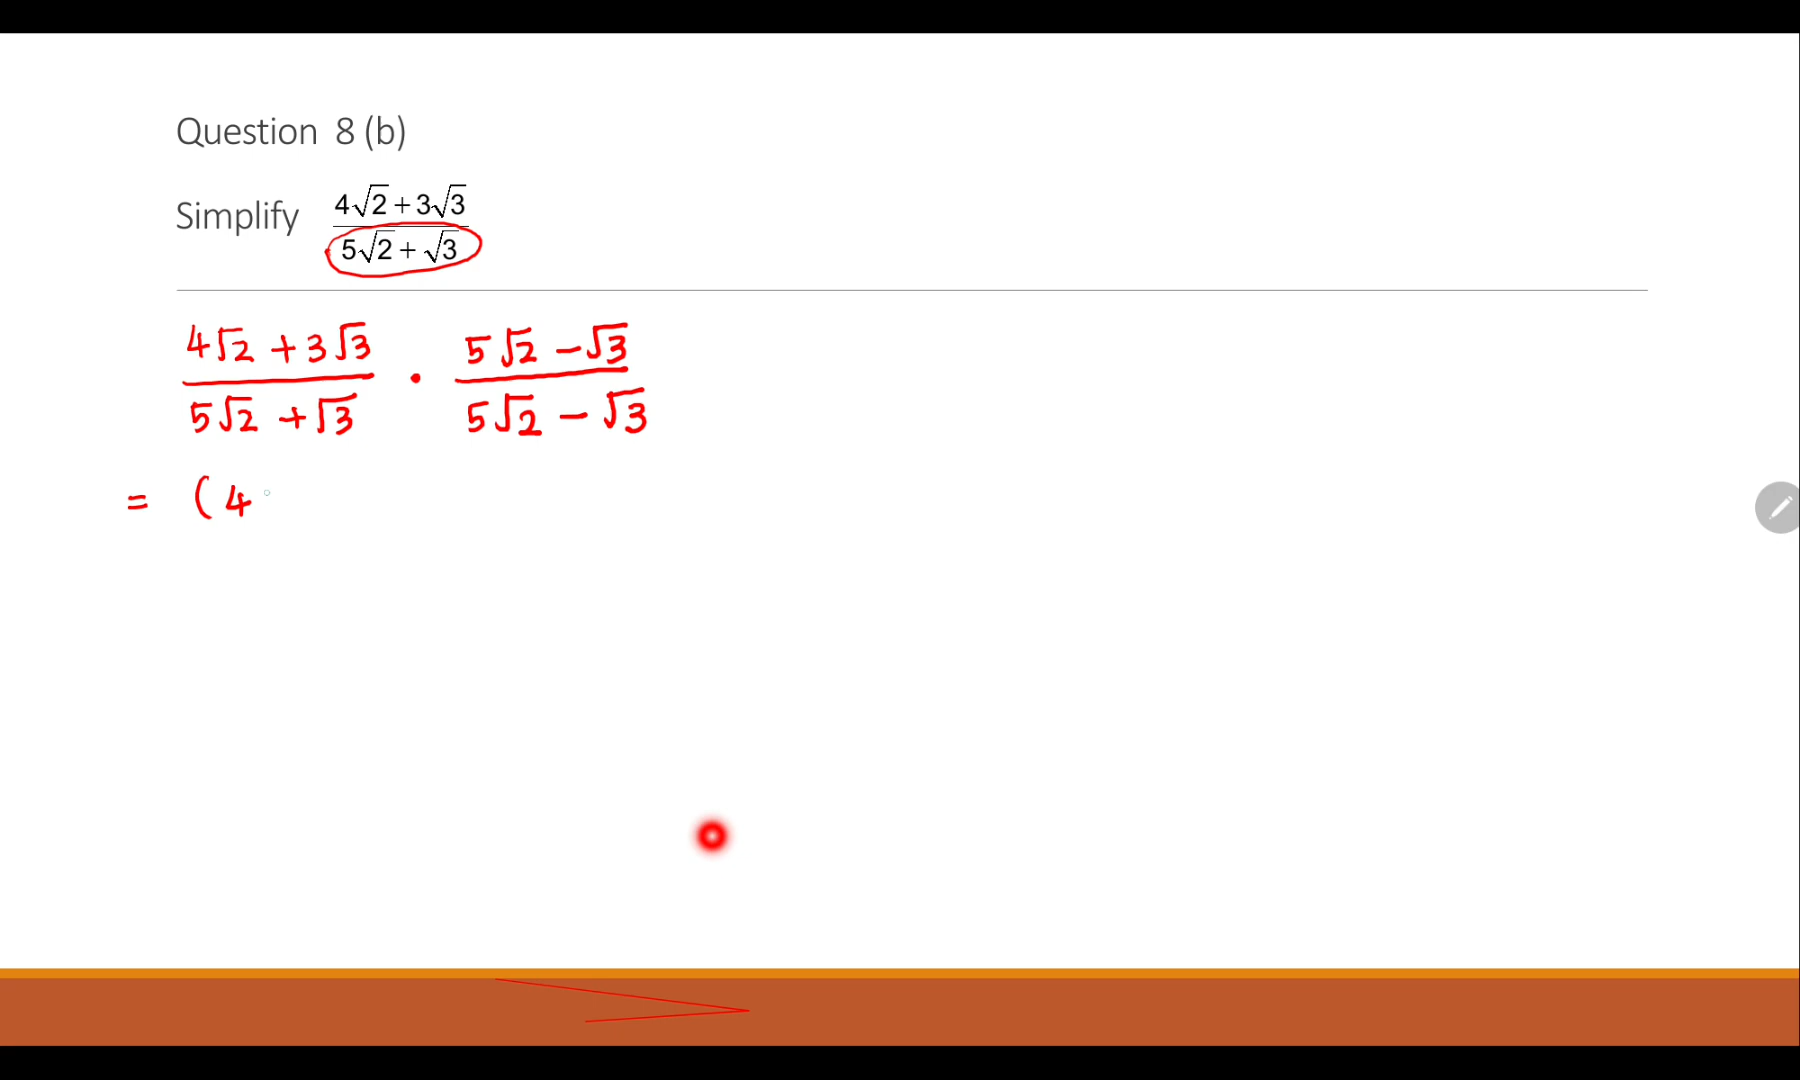 Question 8 (b)
Simplify (4√2 + 3√3)/(5√2 + √3)
(4√2 + 3√3)/(5√2 + √3) · (5√2 − √3)/(5√2 − √3)
= (4